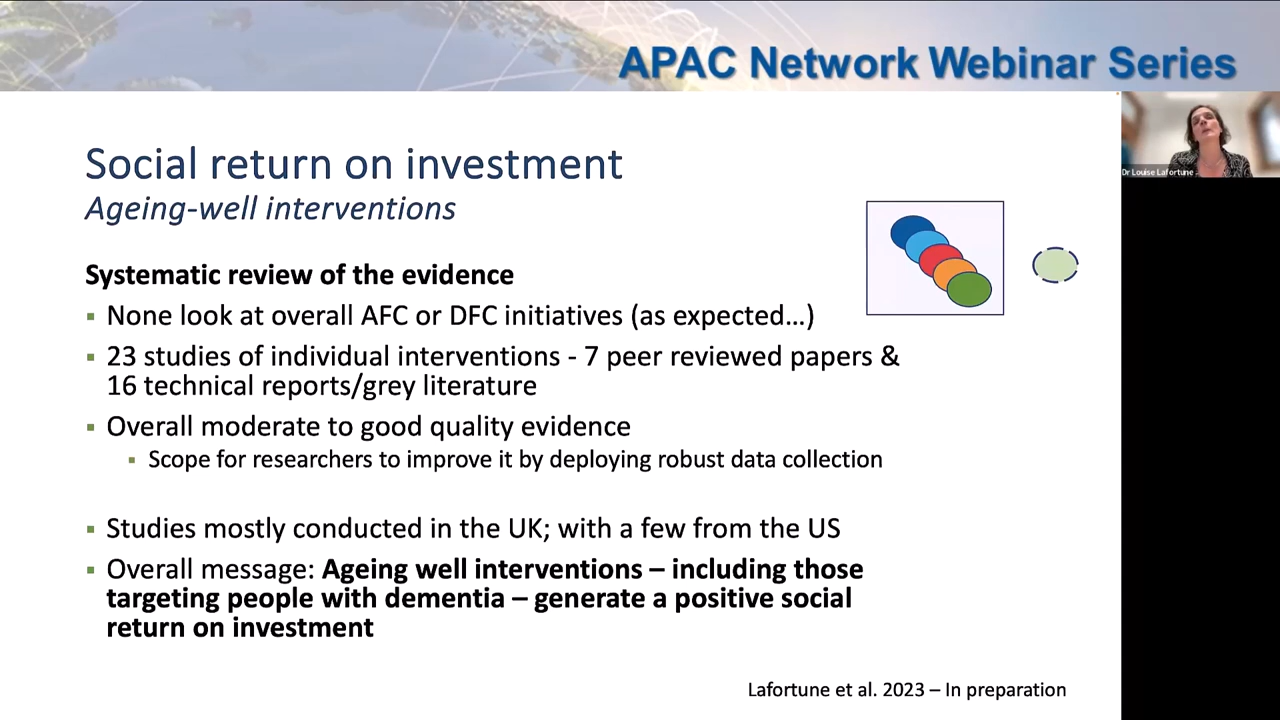 APAC Network Webinar Series
Dr Louise Lafortune
Social return on investment
Ageing-well interventions
Systematic review of the evidence
▪ None look at overall AFC or DFC initiatives (as expected…)
▪ 23 studies of individual interventions - 7 peer reviewed papers &
16 technical reports/grey literature
▪ Overall moderate to good quality evidence
▪ Scope for researchers to improve it by deploying robust data collection
▪ Studies mostly conducted in the UK; with a few from the US
▪ Overall message: Ageing well interventions – including those
targeting people with dementia – generate a positive social
return on investment
Lafortune et al. 2023 – In preparation